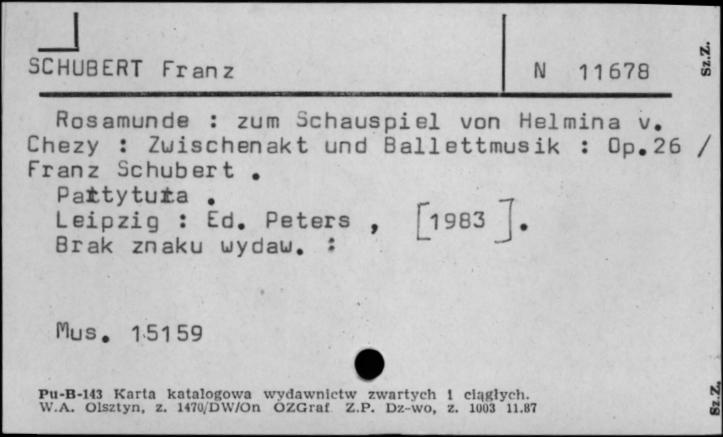 SCHUBERT Franz
N 11678
Sz.Z.
Rosamunde : zum Schauspiel von Helmina v.
Chezy : Zwischenakt und Ballettmusik : Op.26 /
Franz Schubert .
Partytura .
Leipzig : Ed. Peters , [1983].
Brak znaku wydaw. :
Mus. 15159
Pu-B-143 Karta katalogowa wydawnictw zwartych i ciągłych.
W.A. Olsztyn, z. 1470/DW/On OZGraf Z.P. Dz-wo, z. 1003 11.87
Sz.Z.